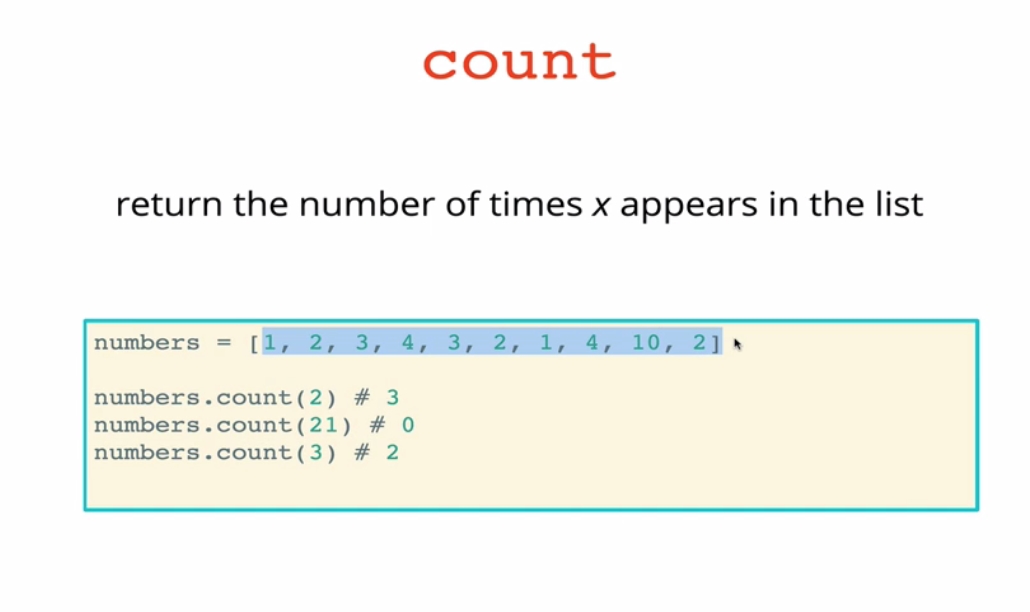 count
return the number of times x appears in the list
numbers = [1, 2, 3, 4, 3, 2, 1, 4, 10, 2]
numbers.count(2) # 3
numbers.count(21) # 0
numbers.count(3) # 2